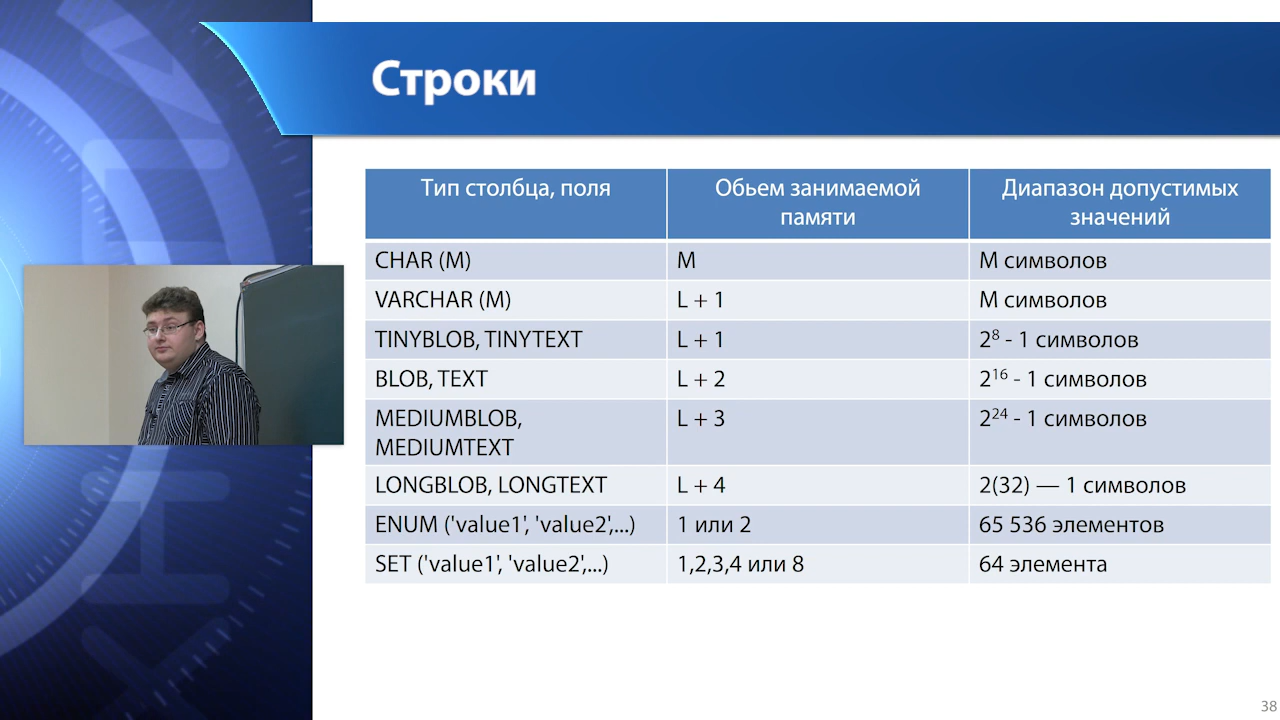 Строки
Тип столбца, поля
Обьем занимаемой
памяти
Диапазон допустимых
значений
CHAR (M)
M
M символов
VARCHAR (M)
L + 1
M символов
TINYBLOB, TINYTEXT
L + 1
2⁸ - 1 символов
BLOB, TEXT
L + 2
2¹⁶ - 1 символов
MEDIUMBLOB,
MEDIUMTEXT
L + 3
2²⁴ - 1 символов
LONGBLOB, LONGTEXT
L + 4
2(32) — 1 символов
ENUM ('value1', 'value2',...)
1 или 2
65 536 элементов
SET ('value1', 'value2',...)
1,2,3,4 или 8
64 элемента
38